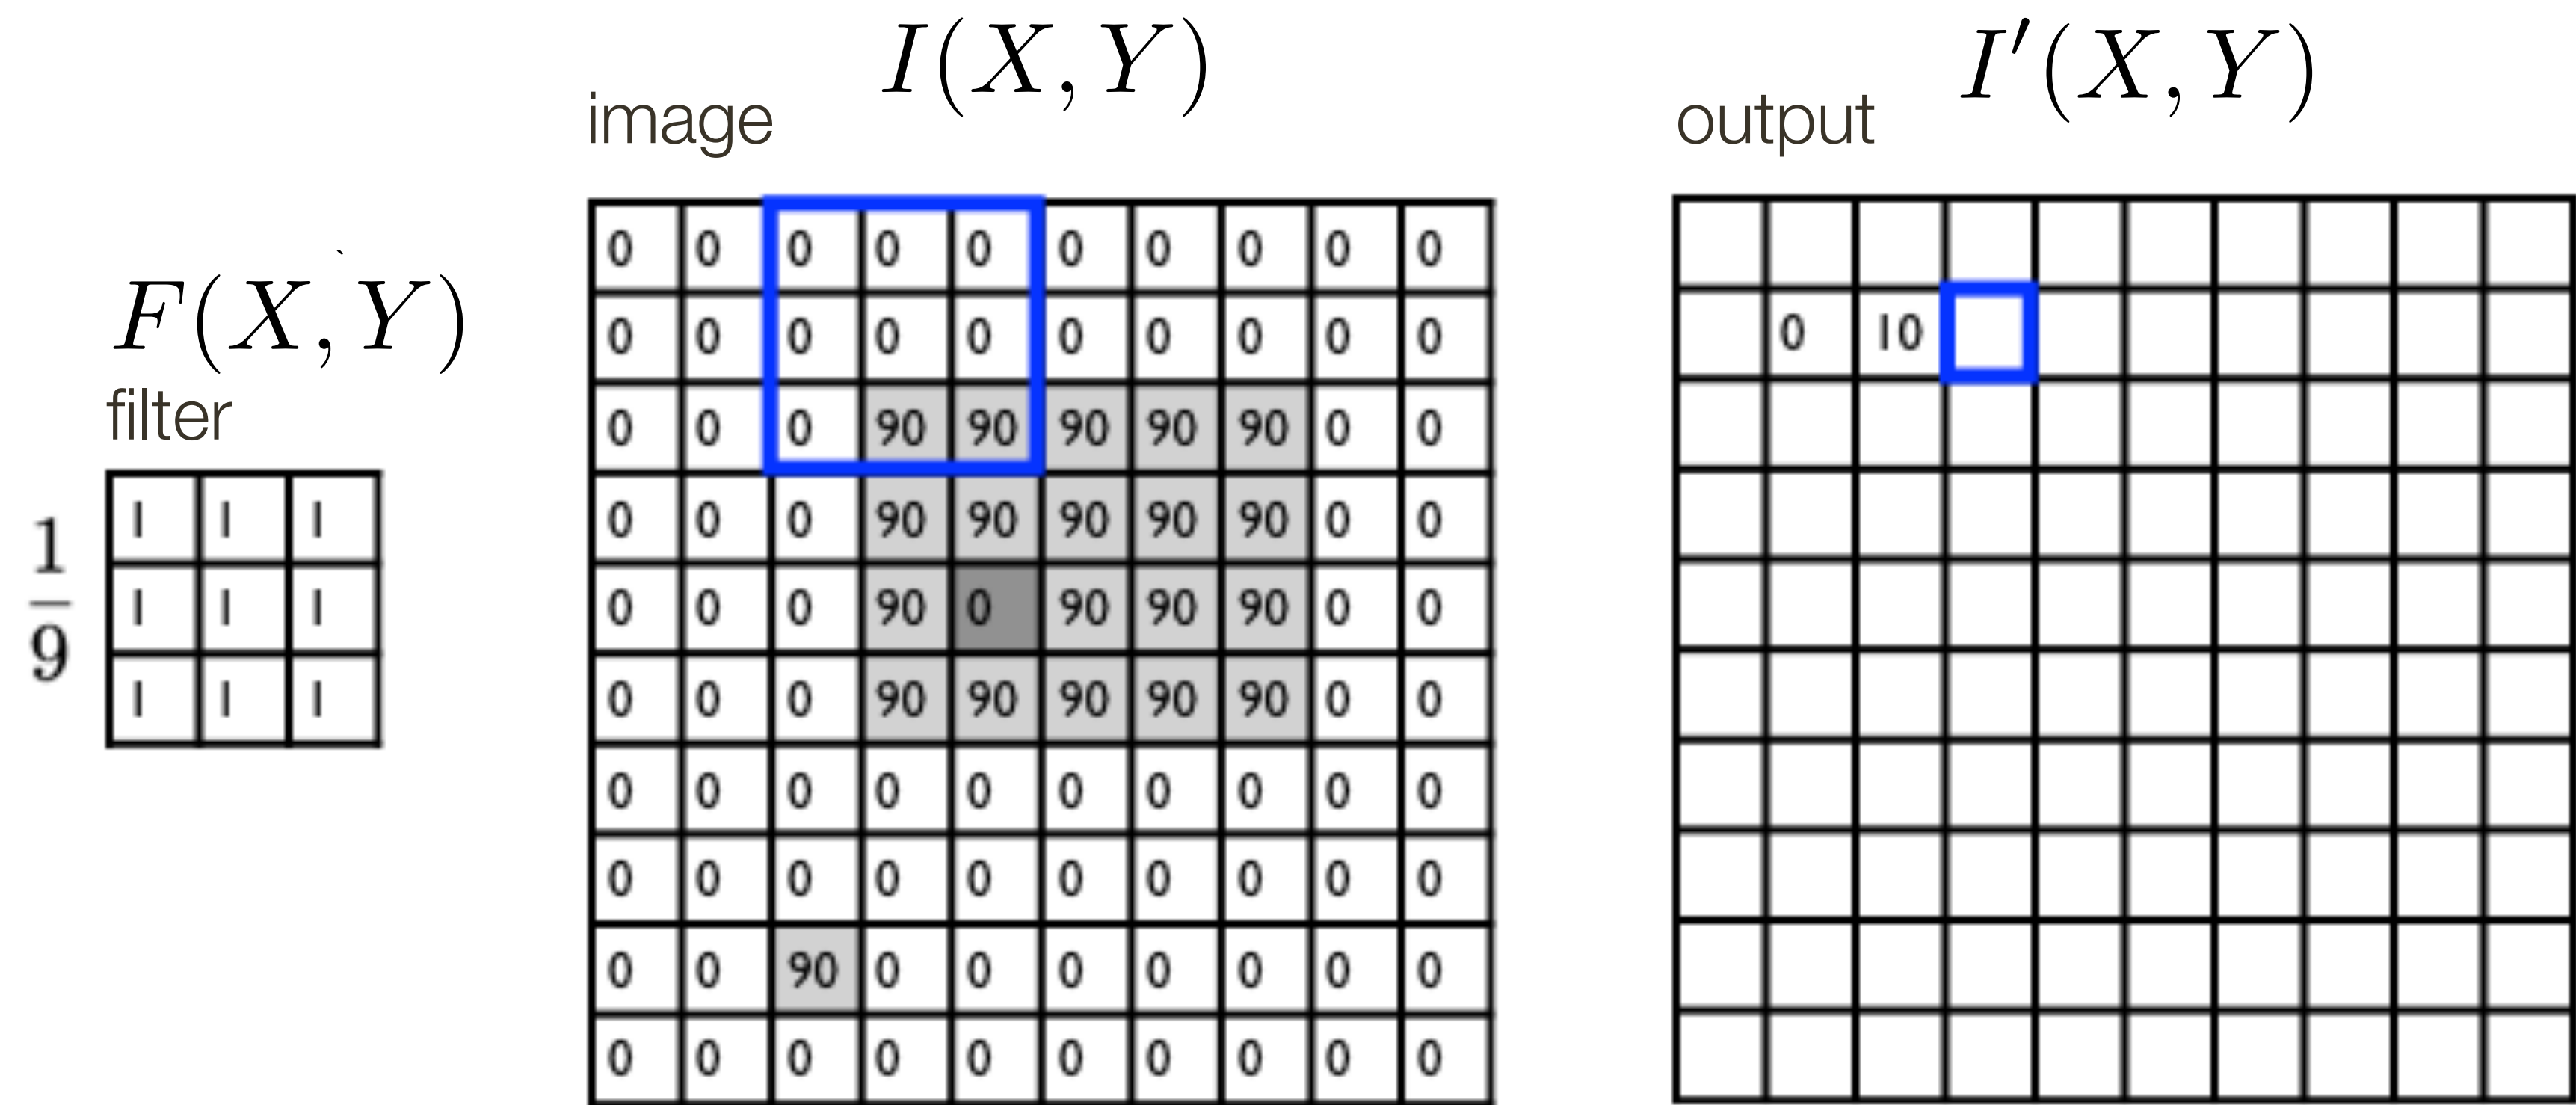 I(X, Y)
I′(X, Y)
image
output
F(X, Y)
filter
1
9
1 1 1
1 1 1
1 1 1
0 0 0 0 0 0 0 0 0 0
0 0 0 0 0 0 0 0 0 0
0 0 0 90 90 90 90 90 0 0
0 0 0 90 90 90 90 90 0 0
0 0 0 90 0 90 90 90 0 0
0 0 0 90 90 90 90 90 0 0
0 0 0 0 0 0 0 0 0 0
0 0 0 0 0 0 0 0 0 0
0 0 90 0 0 0 0 0 0 0
0 0 0 0 0 0 0 0 0 0
0 10